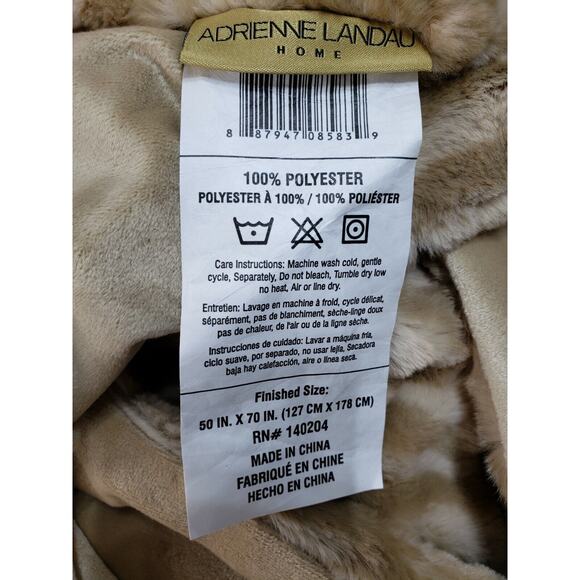 ADRIENNE LANDAU
HOME
8 87947 08583 9
100% POLYESTER
POLYESTER À 100% / 100% POLIÉSTER
Care Instructions: Machine wash cold, gentle
cycle, Separately, Do not bleach, Tumble dry low
no heat, Air or line dry.
Entretien: Lavage en machine à froid, cycle délicat,
séparément, pas de blanchiment, sèche-linge doux
pas de chaleur, de l'air ou de la ligne sèche.
Instrucciones de cuidado: Lavar a máquina fría,
ciclo suave, por separado, no usar lejía, Secadora
baja hay calefacción, aire o línea seca.
Finished Size:
50 IN. X 70 IN. (127 CM X 178 CM)
RN# 140204
MADE IN CHINA
FABRIQUÉ EN CHINE
HECHO EN CHINA